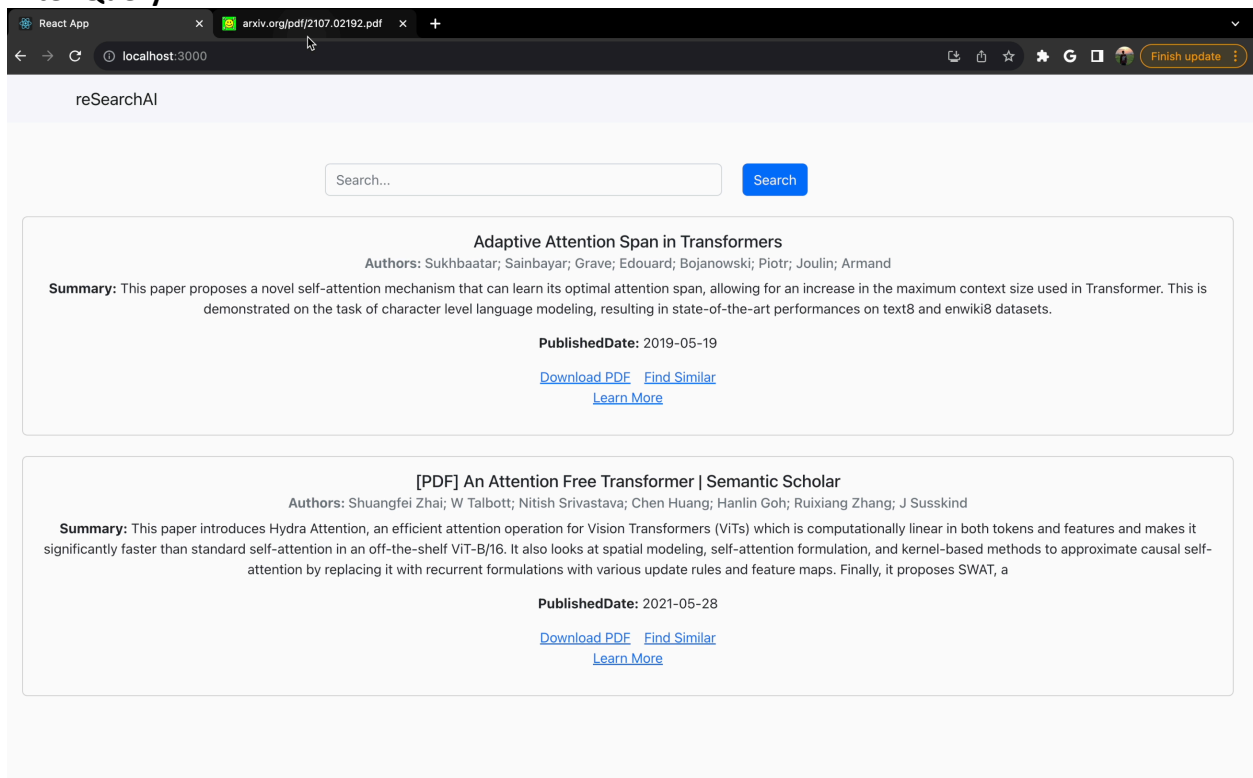 React App
arxiv.org/pdf/2107.02192.pdf
localhost:3000
Finish update
reSearchAI
Search...
Search
Adaptive Attention Span in Transformers
Authors: Sukhbaatar; Sainbayar; Grave; Edouard; Bojanowski; Piotr; Joulin; Armand
Summary: This paper proposes a novel self-attention mechanism that can learn its optimal attention span, allowing for an increase in the maximum context size used in Transformer. This is
demonstrated on the task of character level language modeling, resulting in state-of-the-art performances on text8 and enwiki8 datasets.
PublishedDate: 2019-05-19
Download PDF Find Similar
Learn More
[PDF] An Attention Free Transformer | Semantic Scholar
Authors: Shuangfei Zhai; W Talbott; Nitish Srivastava; Chen Huang; Hanlin Goh; Ruixiang Zhang; J Susskind
Summary: This paper introduces Hydra Attention, an efficient attention operation for Vision Transformers (ViTs) which is computationally linear in both tokens and features and makes it
significantly faster than standard self-attention in an off-the-shelf ViT-B/16. It also looks at spatial modeling, self-attention formulation, and kernel-based methods to approximate causal self-
attention by replacing it with recurrent formulations with various update rules and feature maps. Finally, it proposes SWAT, a
PublishedDate: 2021-05-28
Download PDF Find Similar
Learn More